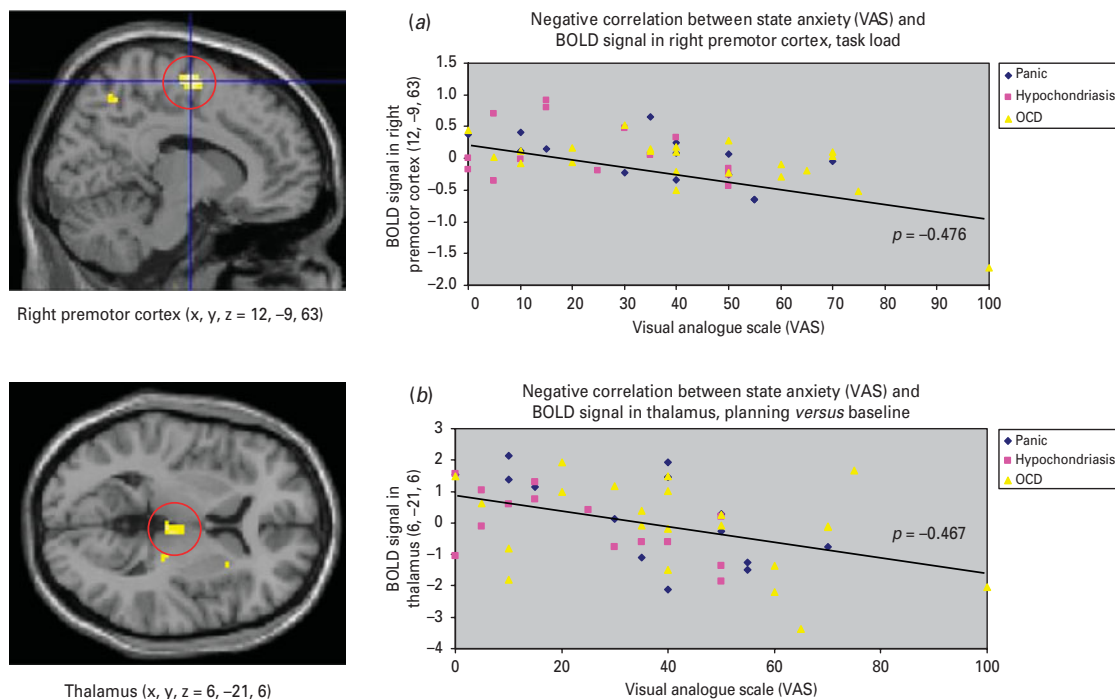 (a)
Negative correlation between state anxiety (VAS) and
BOLD signal in right premotor cortex, task load
1.5
1.0
0.5
0
-0.5
-1.0
-1.5
-2.0
BOLD signal in right
premotor cortex (12, –9, 63)
p = –0.476
0 10 20 30 40 50 60 70 80 90 100
Visual analogue scale (VAS)
Panic
Hypochondriasis
OCD
Right premotor cortex (x, y, z = 12, –9, 63)
(b)
Negative correlation between state anxiety (VAS) and
BOLD signal in thalamus, planning versus baseline
3
2
1
0
–1
–2
–3
–4
BOLD signal in
thalamus (6, –21, 6)
p = –0.467
0 20 40 60 80 100
Visual analogue scale (VAS)
Panic
Hypochondriasis
OCD
Thalamus (x, y, z = 6, –21, 6)